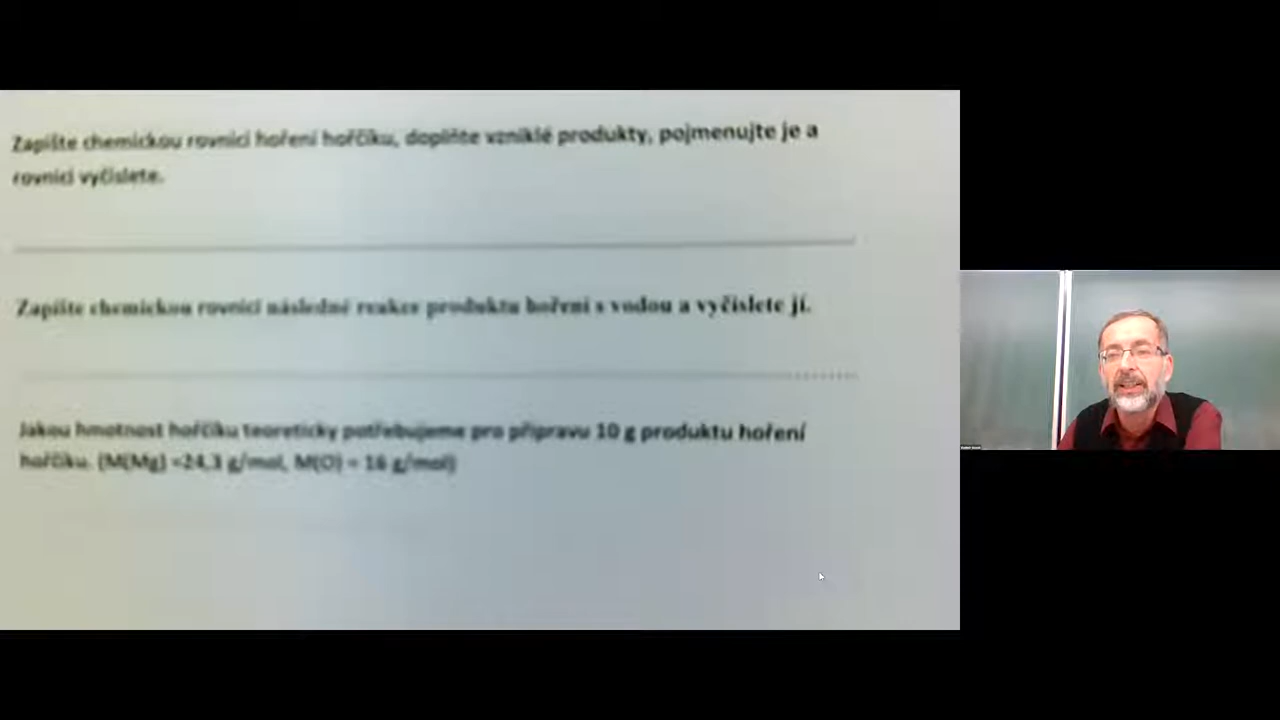 Zapište chemickou rovnici hoření hořčíku, doplňte vzniklé produkty, pojmenujte je a
rovnici vyčíslete.
Zapište chemickou rovnici následné reakce produktu hoření s vodou a vyčíslete jí.
Jakou hmotnost hořčíku teoreticky potřebujeme pro přípravu 10 g produktu hoření
hořčíku. (M(Mg) =24,3 g/mol, M(O) = 16 g/mol)